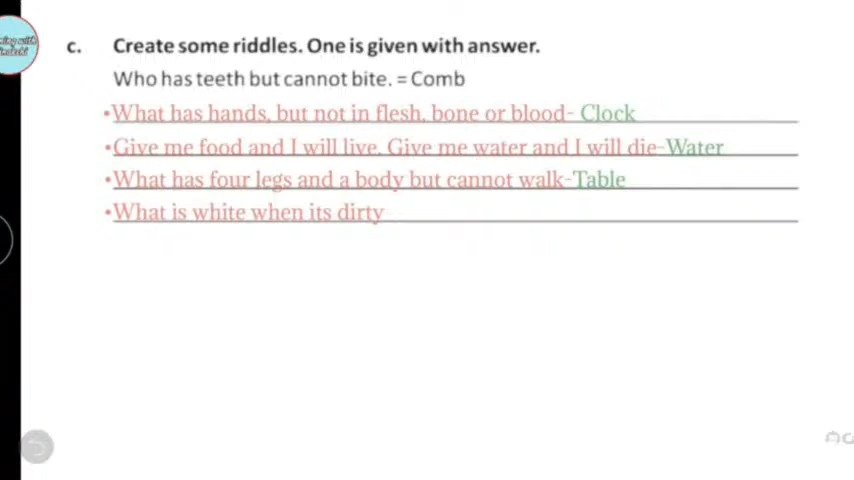 c. Create some riddles. One is given with answer.
Who has teeth but cannot bite. = Comb
•What has hands, but not in flesh, bone or blood- Clock
•Give me food and I will live. Give me water and I will die-Water
•What has four legs and a body but cannot walk-Table
•What is white when its dirty